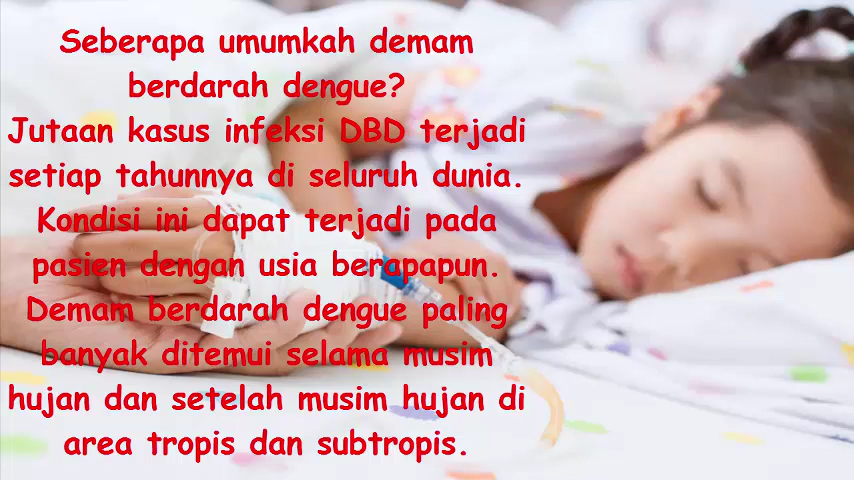 Seberapa umumkah demam
berdarah dengue?
Jutaan kasus infeksi DBD terjadi
setiap tahunnya di seluruh dunia.
Kondisi ini dapat terjadi pada
pasien dengan usia berapapun.
Demam berdarah dengue paling
banyak ditemui selama musim
hujan dan setelah musim hujan di
area tropis dan subtropis.